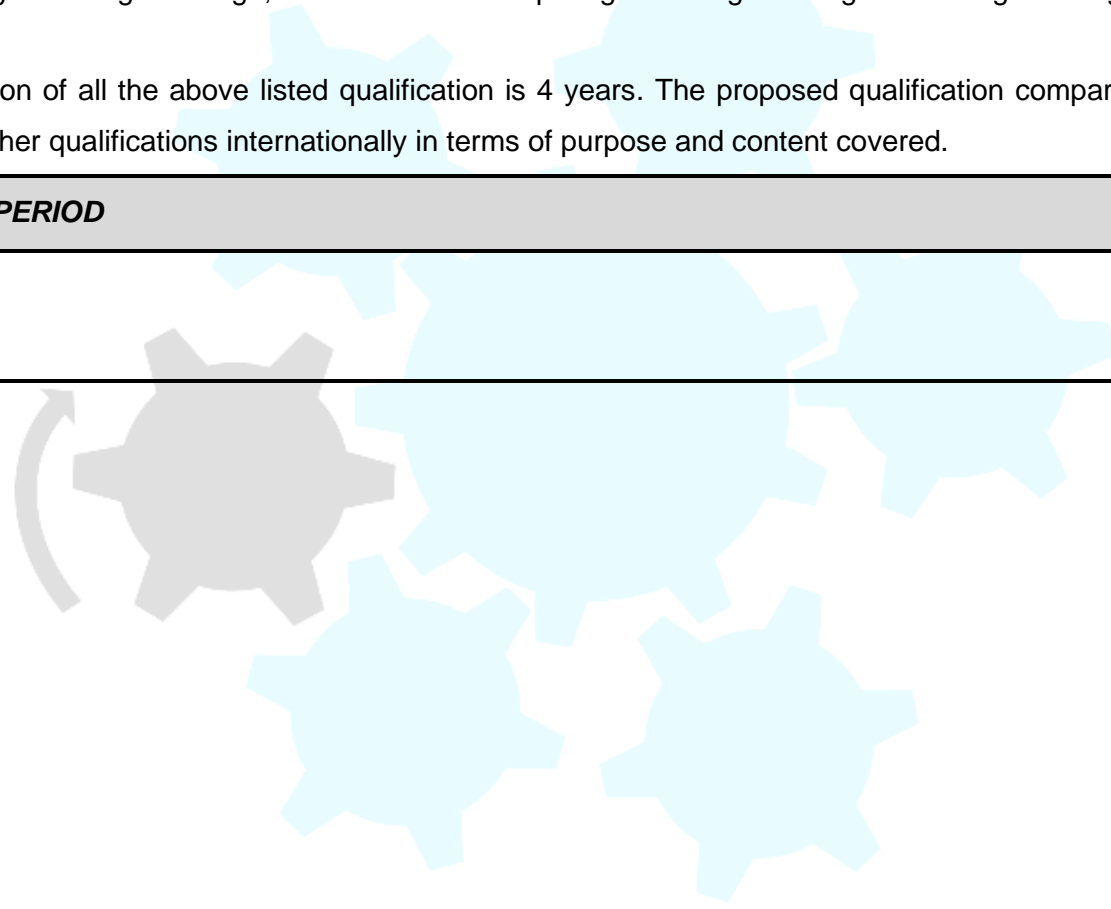 on of all the above listed qualification is 4 years. The proposed qualification compar
her qualifications internationally in terms of purpose and content covered.
PERIOD